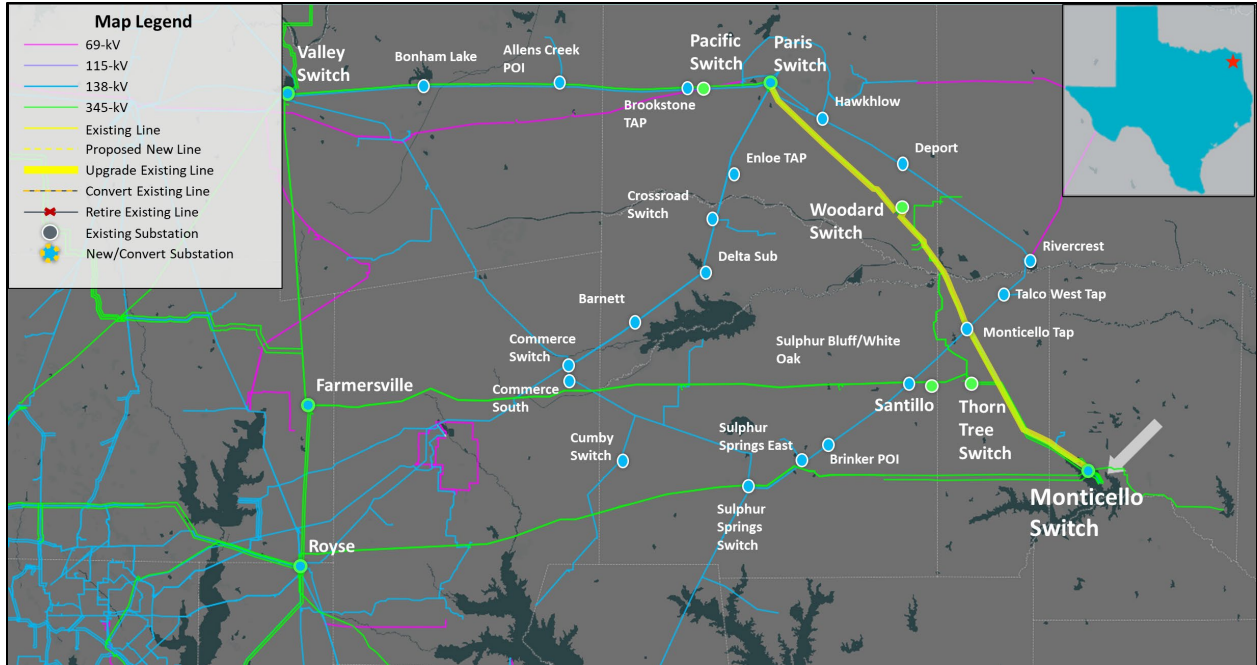 Map Legend
69-kV
115-kV
138-kV
345-kV
Existing Line
Proposed New Line
Upgrade Existing Line
Convert Existing Line
Retire Existing Line
Existing Substation
New/Convert Substation
Valley
Switch
Bonham Lake
Allens Creek
POI
Pacific
Switch
Paris
Switch
Brookstone
TAP
Hawkhlow
Enloe TAP
Deport
Crossroad
Switch
Woodard
Switch
Delta Sub
Rivercrest
Talco West Tap
Barnett
Monticello Tap
Commerce
Switch
Sulphur Bluff/White
Oak
Farmersville
Commerce
South
Santillo
Thorn
Tree
Switch
Cumby
Switch
Sulphur
Springs East
Brinker POI
Monticello
Switch
Sulphur
Springs
Switch
Royse